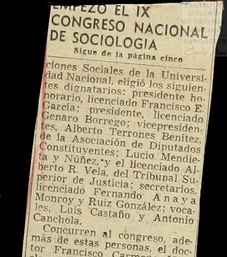 EMPEZO EL IX
CONGRESO NACIONAL
DE SOCIOLOGIA
Sigue de la página cinco
ciones Sociales de la Universi-
dad Nacional, eligió los siguien-
tes dignatarios: presidente ho-
norario, licenciado Francisco E.
García; presidente, licenciado
Genaro Borrego; vicepresiden-
tes, Alberto Terrones Benítez,
de la Asociación de Diputados
Constituyentes; Lucio Mendie-
ta y Núñez, y el licenciado Al-
berto R. Vela, del Tribunal Su-
perior de Justicia; secretarios,
licenciado Fernando Anaya
Monroy y Ruiz González; voca-
les, Luis Castaño y Antonio
Canchola.
Concurren al congreso, ade-
más de estas personas, el doc-
tor Francisco